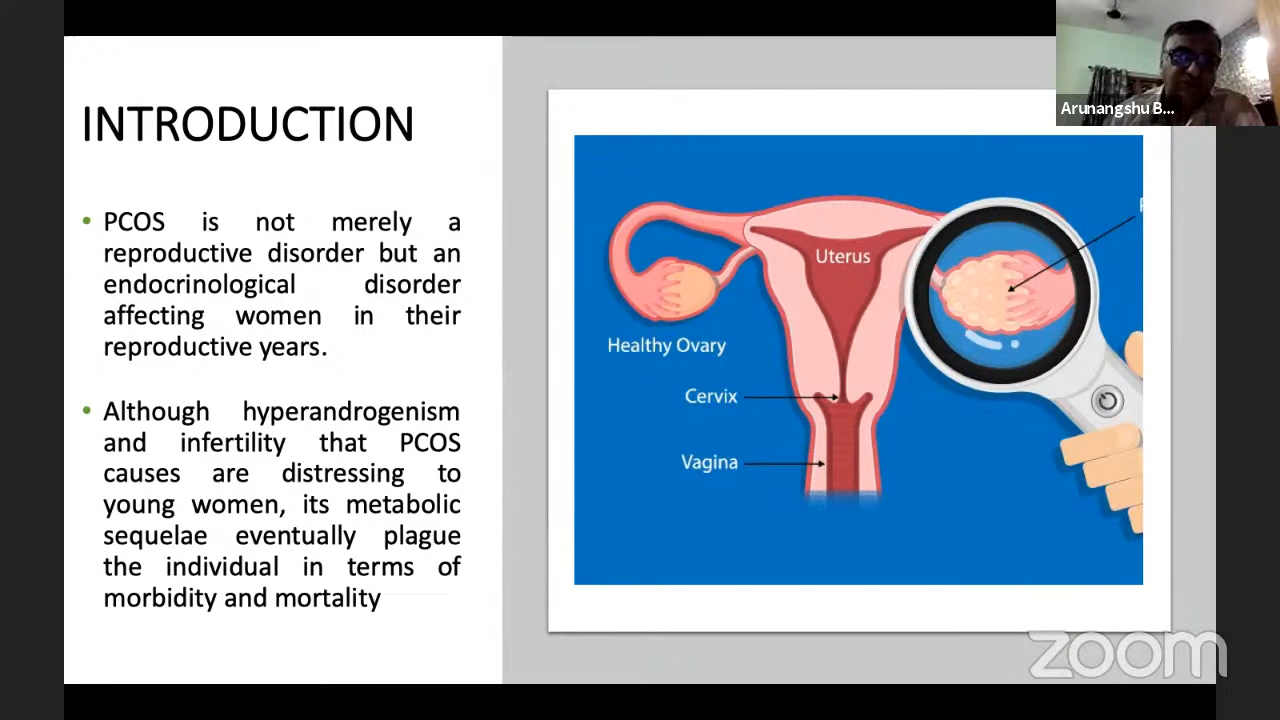 INTRODUCTION
• PCOS is not merely a
reproductive disorder but an
endocrinological disorder
affecting women in their
reproductive years.
• Although hyperandrogenism
and infertility that PCOS
causes are distressing to
young women, its metabolic
sequelae eventually plague
the individual in terms of
morbidity and mortality
Uterus
Healthy Ovary
Cervix
Vagina
Arunangshu B...
zoom